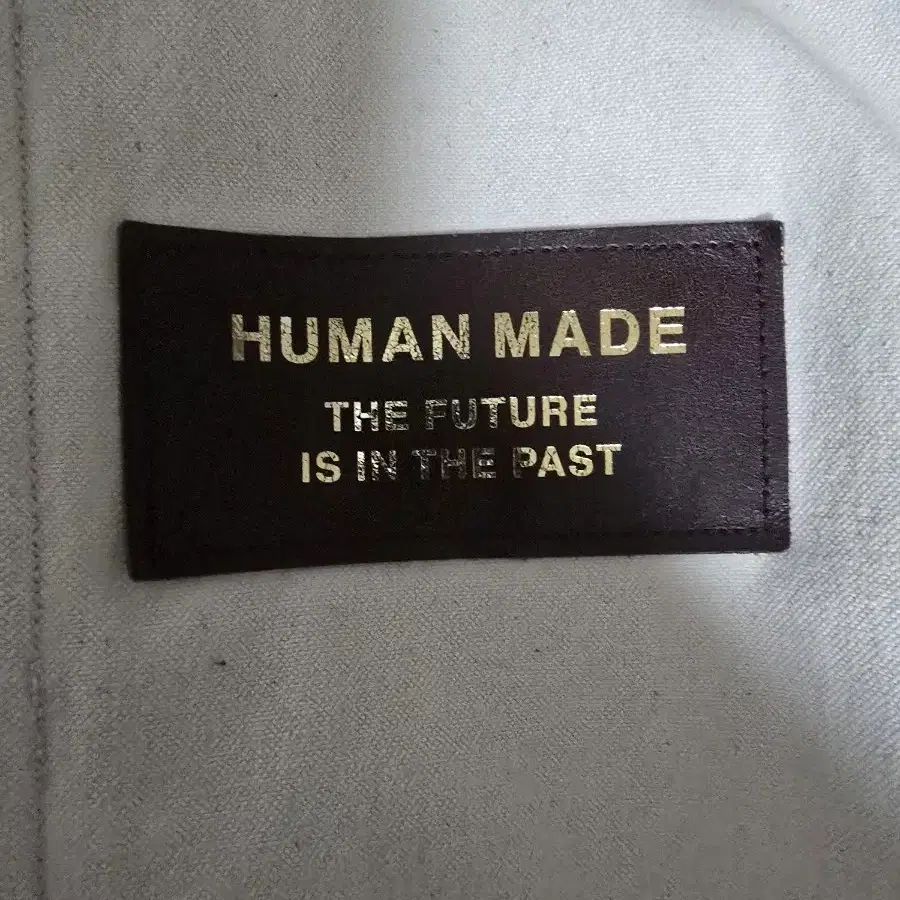 HUMAN MADE
THE FUTURE
IS IN THE PAST